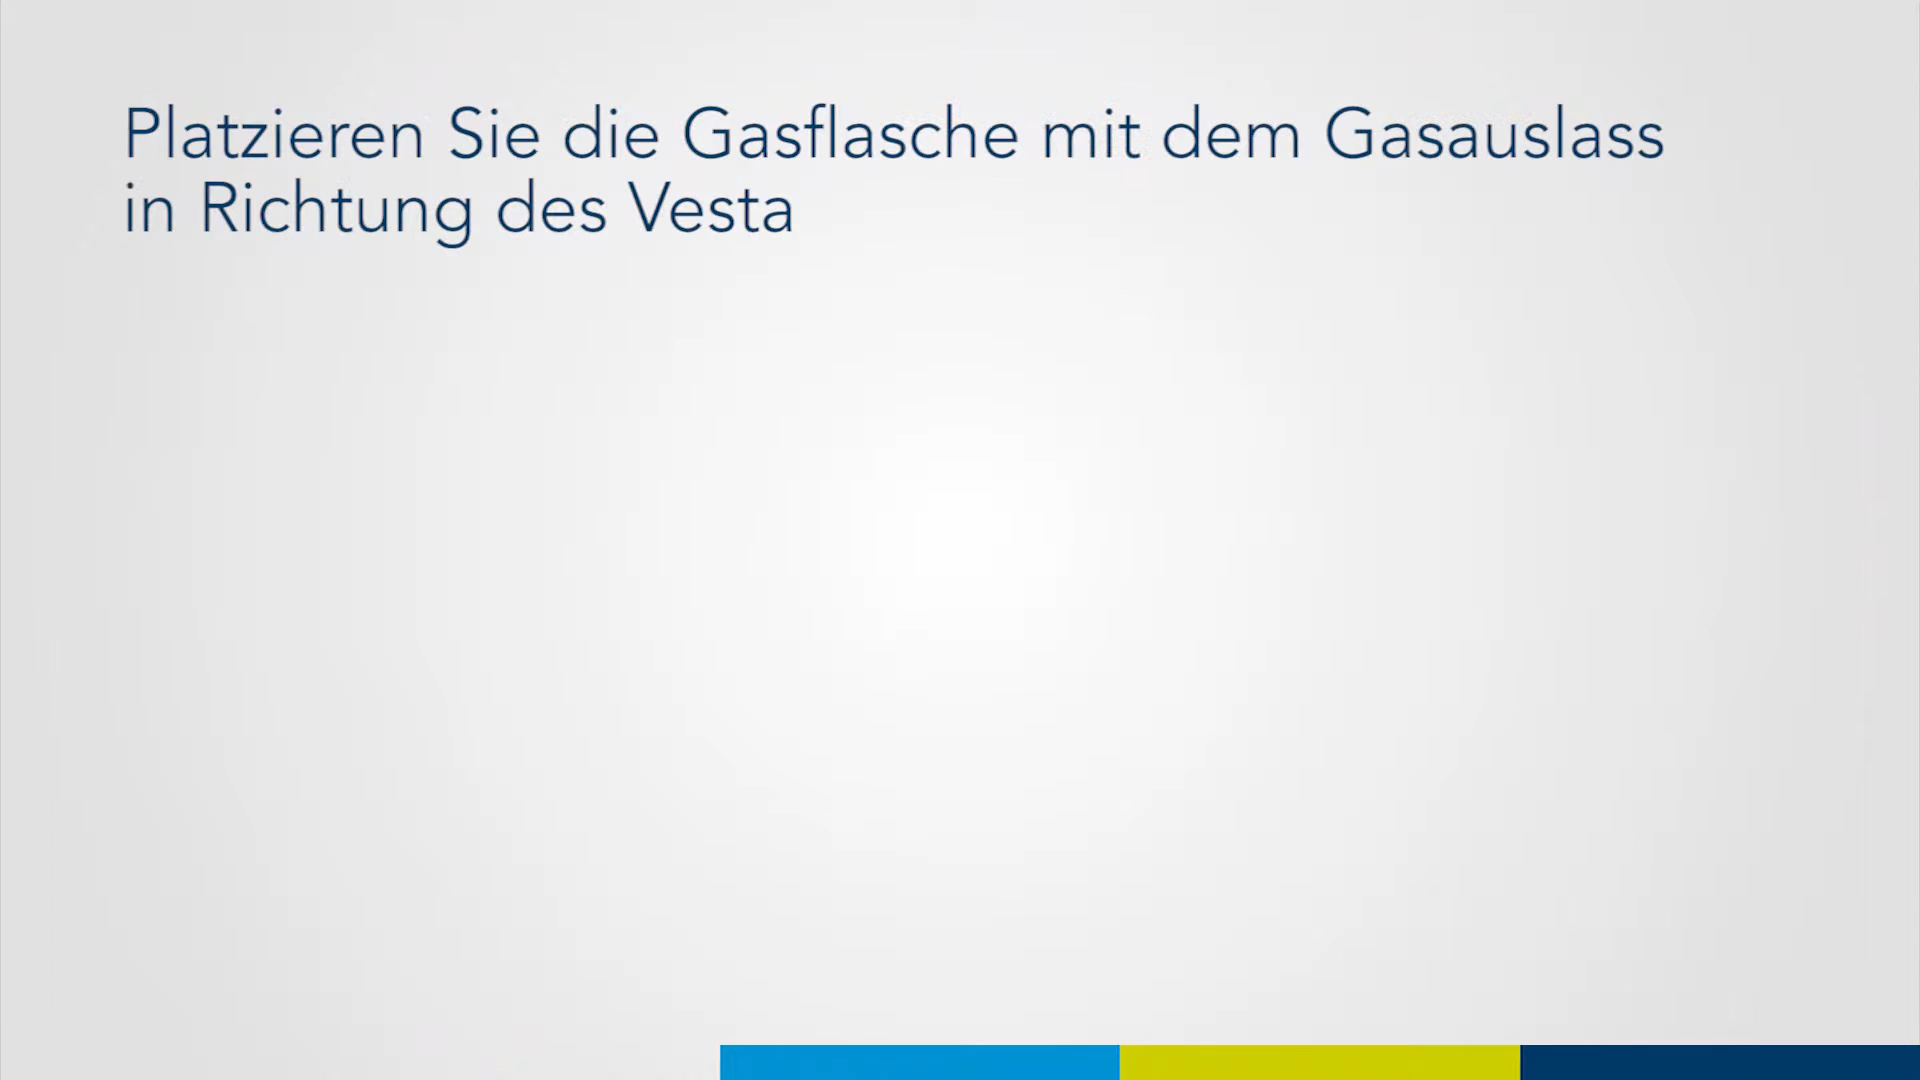 Platzieren Sie die Gasflasche mit dem Gasauslass
in Richtung des Vesta